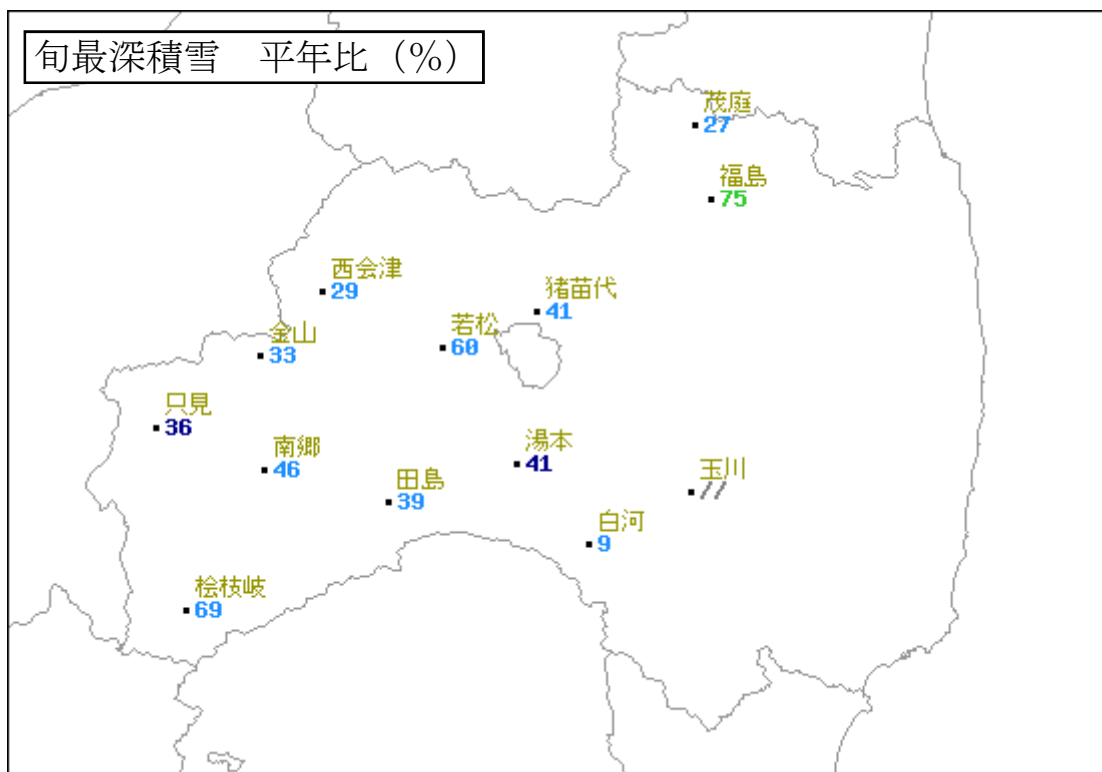 旬最深積雪　平年比（％）
茂庭
27
福島
75
西会津
29
猪苗代
41
金山
33
若松
60
只見
36
南郷
46
湯本
41
田島
39
玉川
//
白河
9
桧枝岐
69